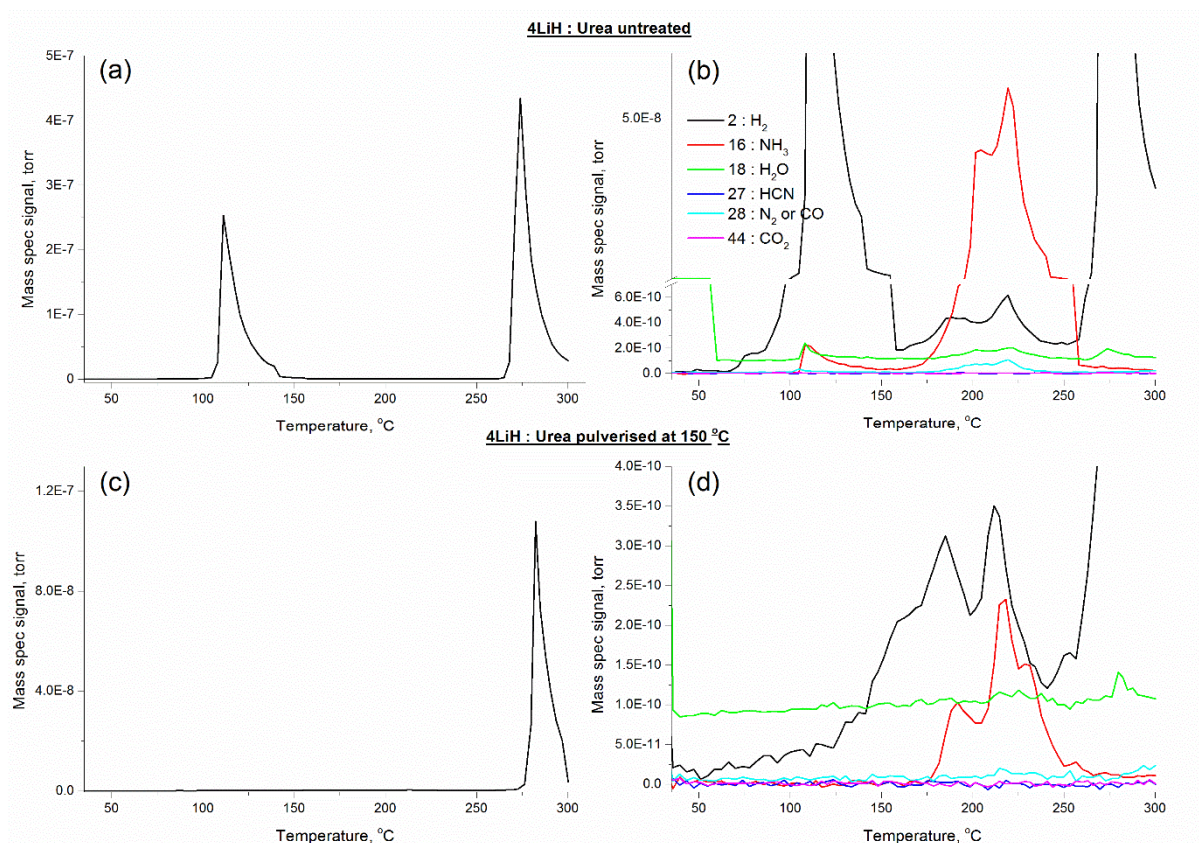 4LiH : Urea untreated
(a)
Mass spec signal, torr
5E-7
4E-7
3E-7
2E-7
1E-7
0
50 100 150 200 250 300
Temperature, °C
(b)
Mass spec signal, torr
5.0E-8
6.0E-10
4.0E-10
2.0E-10
0.0
2 : H₂
16 : NH₃
18 : H₂O
27 : HCN
28 : N₂ or CO
44 : CO₂
50 100 150 200 250 300
Temperature, °C
4LiH : Urea pulverised at 150 °C
(c)
Mass spec signal, torr
1.2E-7
8.0E-8
4.0E-8
0.0
50 100 150 200 250 300
Temperature, °C
(d)
Mass spec signal, torr
4.0E-10
3.5E-10
3.0E-10
2.5E-10
2.0E-10
1.5E-10
1.0E-10
5.0E-11
0.0
50 100 150 200 250 300
Temperature, °C